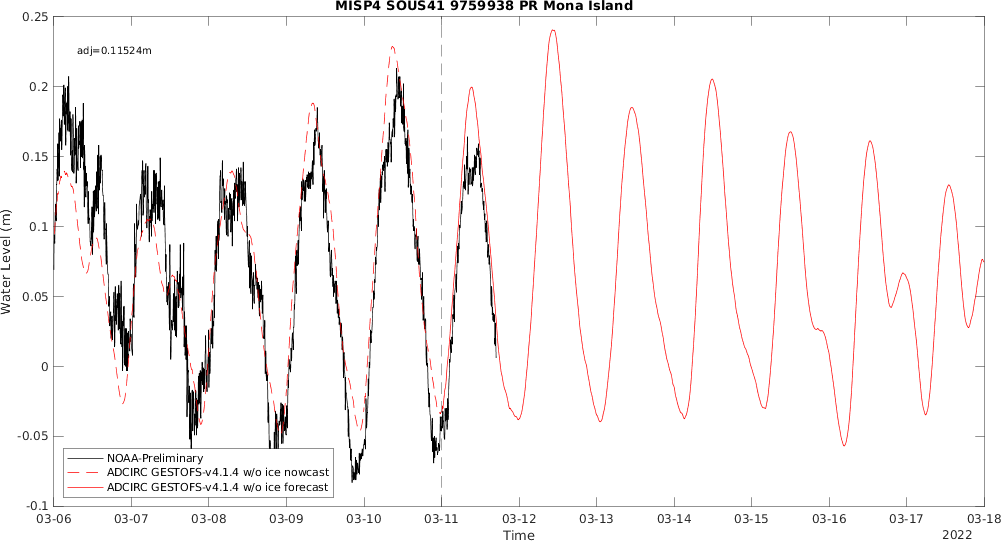 MISP4 SOUS41 9759938 PR Mona Island
adj=0.11524m
Water Level (m)
0.25
0.2
0.15
0.1
0.05
0
-0.05
-0.1
NOAA-Preliminary
ADCIRC GESTOFS-v4.1.4 w/o ice nowcast
ADCIRC GESTOFS-v4.1.4 w/o ice forecast
03-06 03-07 03-08 03-09 03-10 03-11 03-12 03-13 03-14 03-15 03-16 03-17 03-18
Time
2022